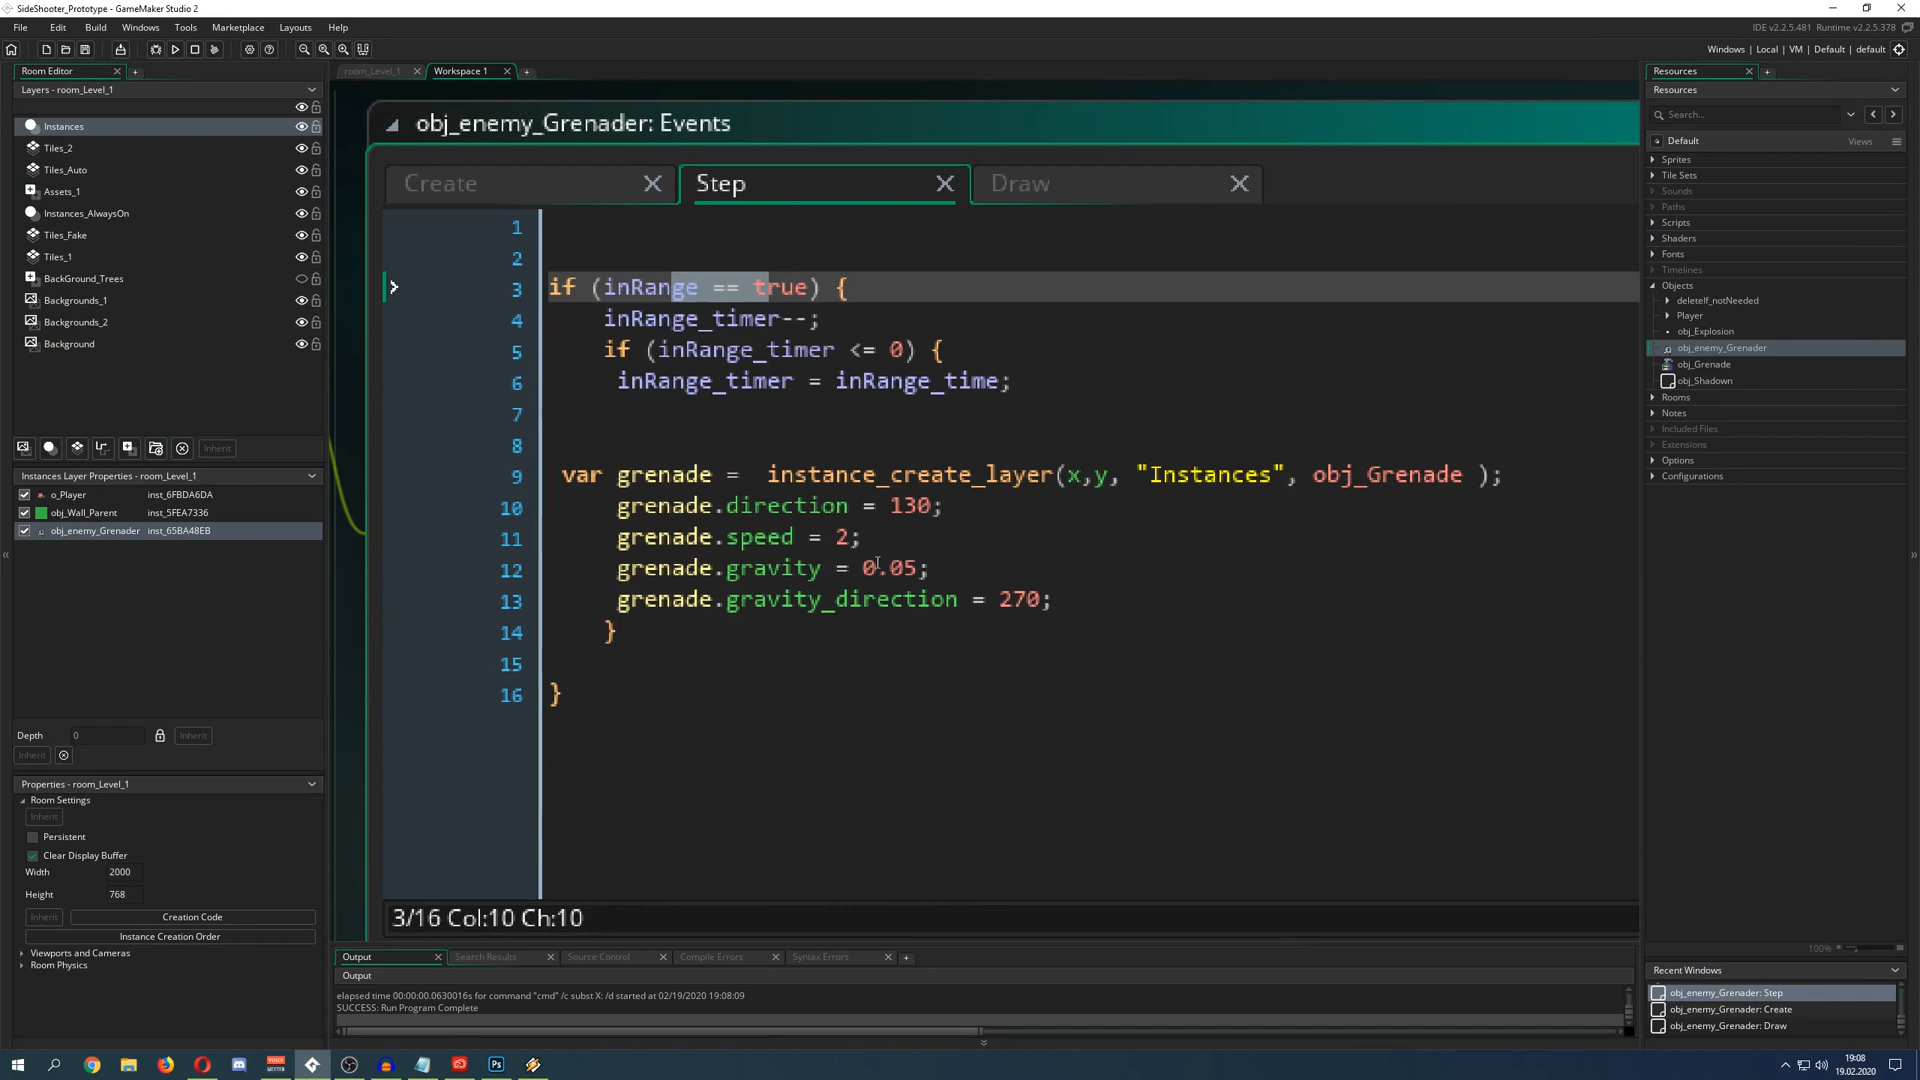 SideShooter_Prototype - GameMaker Studio 2
File Edit Build Windows Tools Marketplace Layouts Help
IDE v2.2.5.481 Runtime v2.2.5.378
Windows | Local | VM | Default | default
Room Editor
Layers - room_Level_1
Instances
Tiles_2
Tiles_Auto
Assets_1
Instances_AlwaysOn
Tiles_Fake
Tiles_1
BackGround_Trees
Backgrounds_1
Backgrounds_2
Background
Inherit
Instances Layer Properties - room_Level_1
o_Player inst_6FBDA6DA
obj_Wall_Parent inst_5FEA7336
obj_enemy_Grenader inst_65BA48EB
Depth 0 Inherit
Inherit
Properties - room_Level_1
Room Settings
Inherit
Persistent
Clear Display Buffer
Width 2000
Height 768
Inherit Creation Code
Instance Creation Order
Viewports and Cameras
Room Physics
room_Level_1 Workspace 1
obj_enemy_Grenader: Events
Create Step Draw
1
2
3 if (inRange == true) {
4 inRange_timer--;
5 if (inRange_timer <= 0) {
6 inRange_timer = inRange_time;
7
8
9 var grenade = instance_create_layer(x,y, "Instances", obj_Grenade );
10 grenade.direction = 130;
11 grenade.speed = 2;
12 grenade.gravity = 0.05;
13 grenade.gravity_direction = 270;
14 }
15
16 }
3/16 Col:10 Ch:10
Output Search Results Source Control Compile Errors Syntax Errors
Output
elapsed time 00:00:00.0630016s for command "cmd" /c subst X: /d started at 02/19/2020 19:08:09
SUCCESS: Run Program Complete
Resources
Resources
Search...
Default Views
Sprites
Tile Sets
Sounds
Paths
Scripts
Shaders
Fonts
Timelines
Objects
deleteIf_notNeeded
Player
obj_Explosion
obj_enemy_Grenader
obj_Grenade
obj_Shadown
Rooms
Notes
Included Files
Extensions
Options
Configurations
100%
Recent Windows
obj_enemy_Grenader: Step
obj_enemy_Grenader: Create
obj_enemy_Grenader: Draw
Ps
19:08
19.02.2020